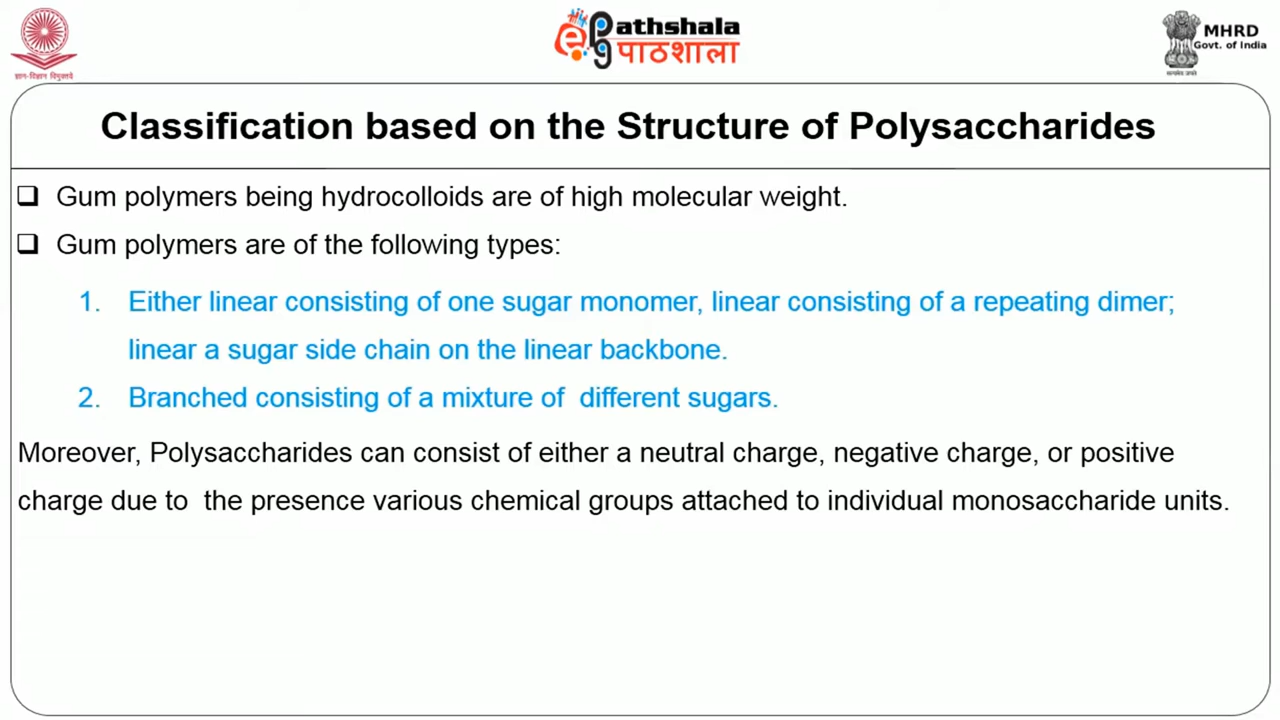 ज्ञान-विज्ञान विमुक्तये
ePathshala
पाठशाला
MHRD
Govt. of India
सत्यमेव जयते
Classification based on the Structure of Polysaccharides
❑ Gum polymers being hydrocolloids are of high molecular weight.
❑ Gum polymers are of the following types:
1. Either linear consisting of one sugar monomer, linear consisting of a repeating dimer;
linear a sugar side chain on the linear backbone.
2. Branched consisting of a mixture of different sugars.
Moreover, Polysaccharides can consist of either a neutral charge, negative charge, or positive
charge due to the presence various chemical groups attached to individual monosaccharide units.